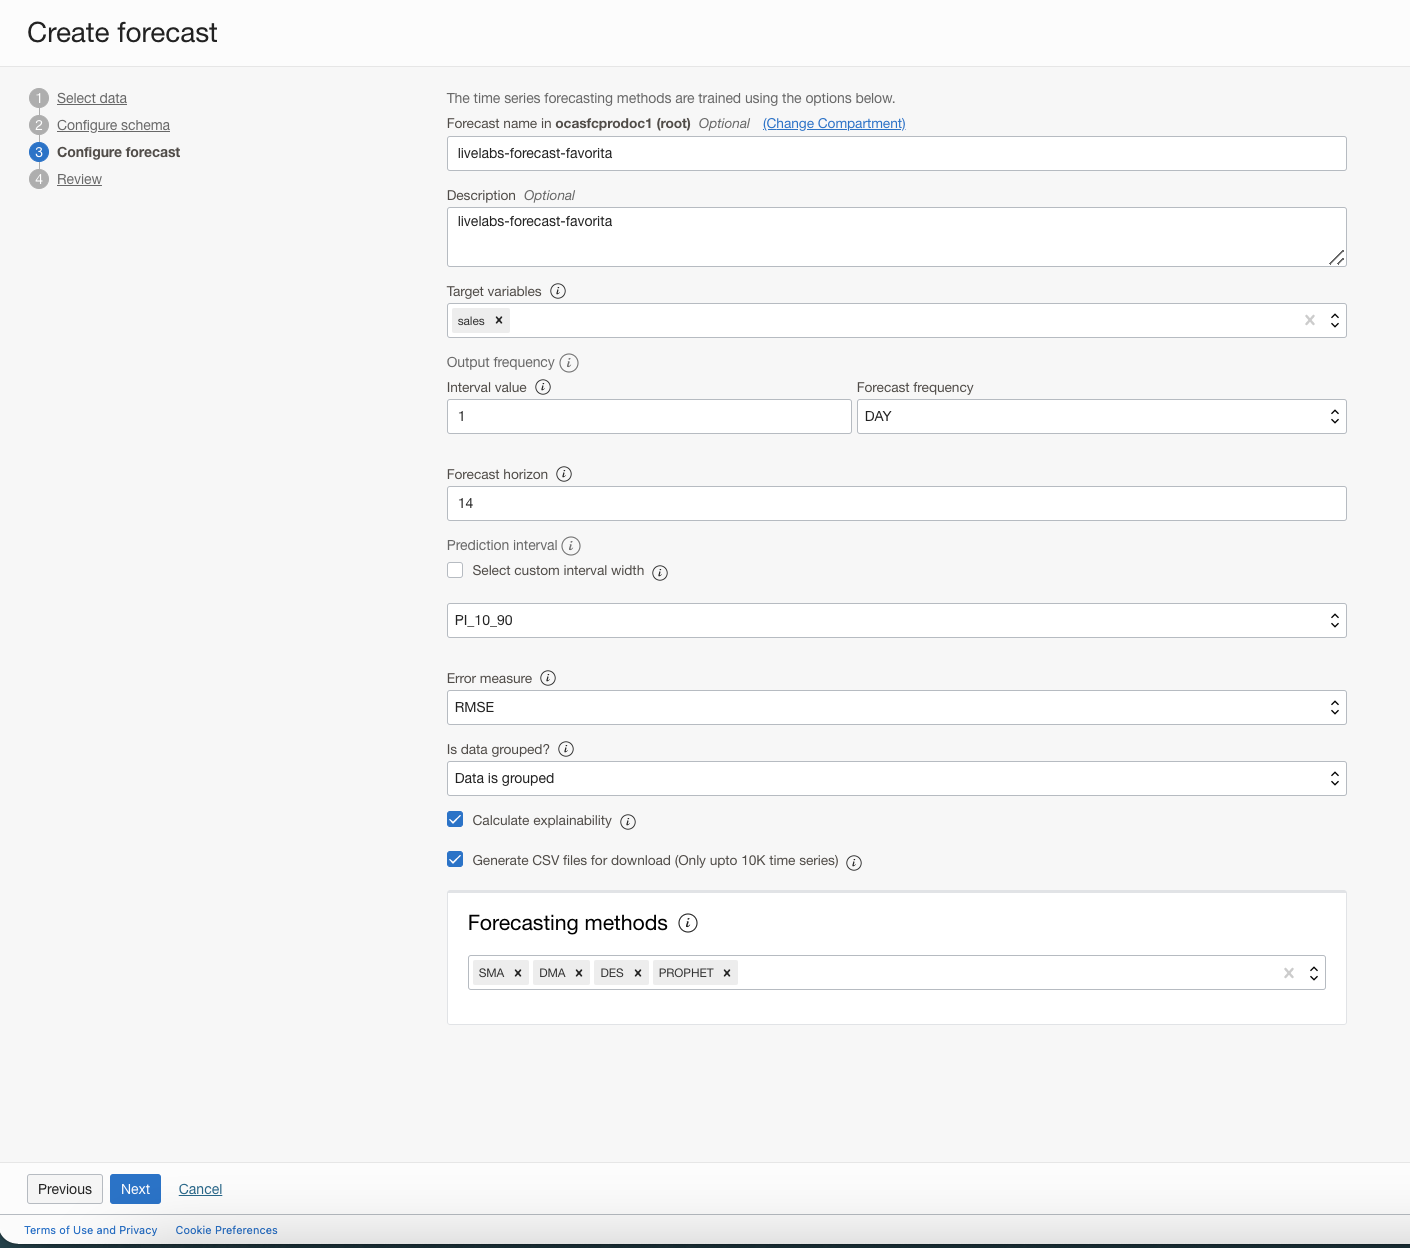 Create forecast
1 Select data
2 Configure schema
3 Configure forecast
4 Review
The time series forecasting methods are trained using the options below.
Forecast name in ocasfcprodoc1 (root) Optional (Change Compartment)
livelabs-forecast-favorita
Description Optional
livelabs-forecast-favorita
Target variables i
sales ×
Output frequency i
Interval value i Forecast frequency
1 DAY
Forecast horizon i
14
Prediction interval i
Select custom interval width i
PI_10_90
Error measure i
RMSE
Is data grouped? i
Data is grouped
Calculate explainability i
Generate CSV files for download (Only upto 10K time series) i
Forecasting methods i
SMA × DMA × DES × PROPHET ×
Previous Next Cancel
Terms of Use and Privacy Cookie Preferences